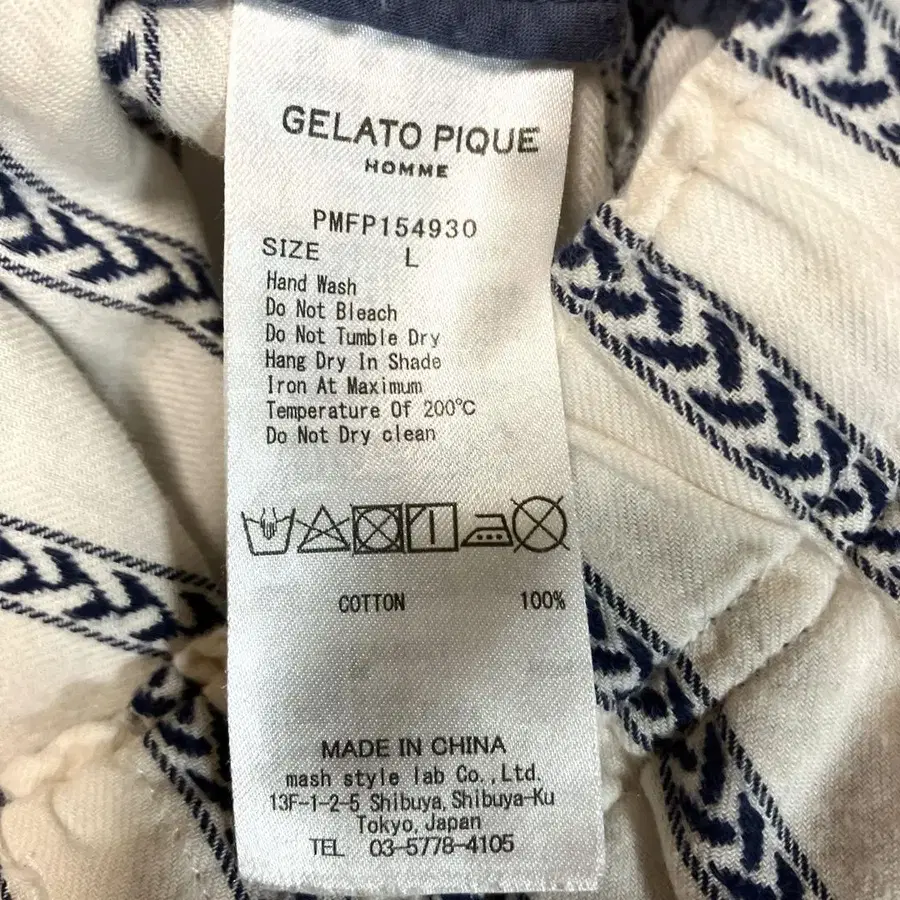 GELATO PIQUE
HOMME
PMFP154930
SIZE L
Hand Wash
Do Not Bleach
Do Not Tumble Dry
Hang Dry In Shade
Iron At Maximum
Temperature Of 200℃
Do Not Dry clean
COTTON 100%
MADE IN CHINA
mash style lab Co.,Ltd.
13F-1-2-5 Shibuya,Shibuya-Ku
Tokyo,Japan
TEL 03-5778-4105